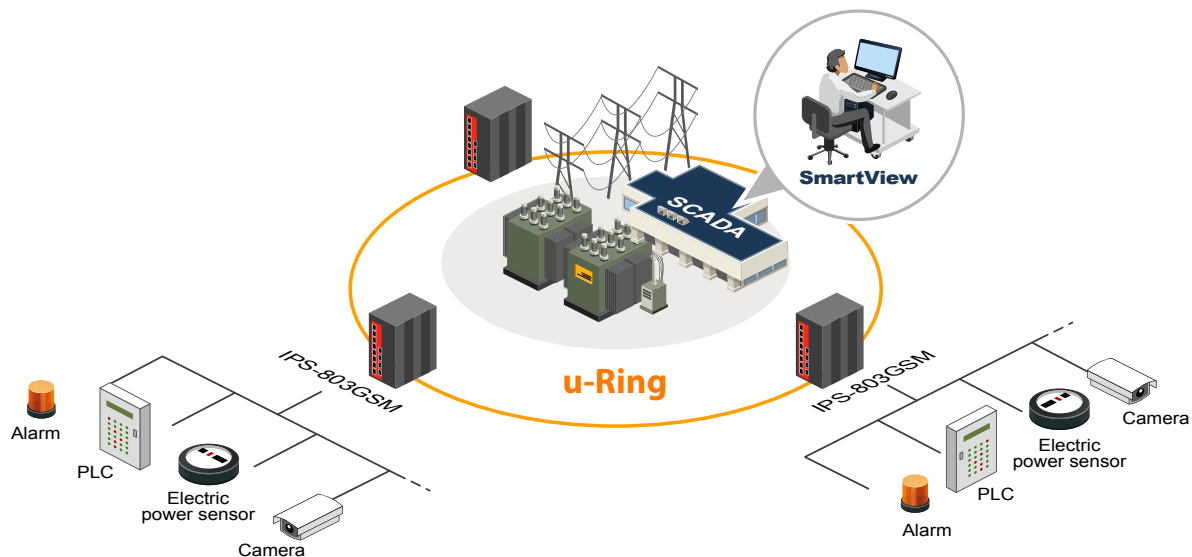 SmartView
SCADA
u-Ring
IPS-803GSM
Alarm
PLC
Electric
power sensor
Camera
IPS-803GSM
Camera
Electric
power sensor
PLC
Alarm